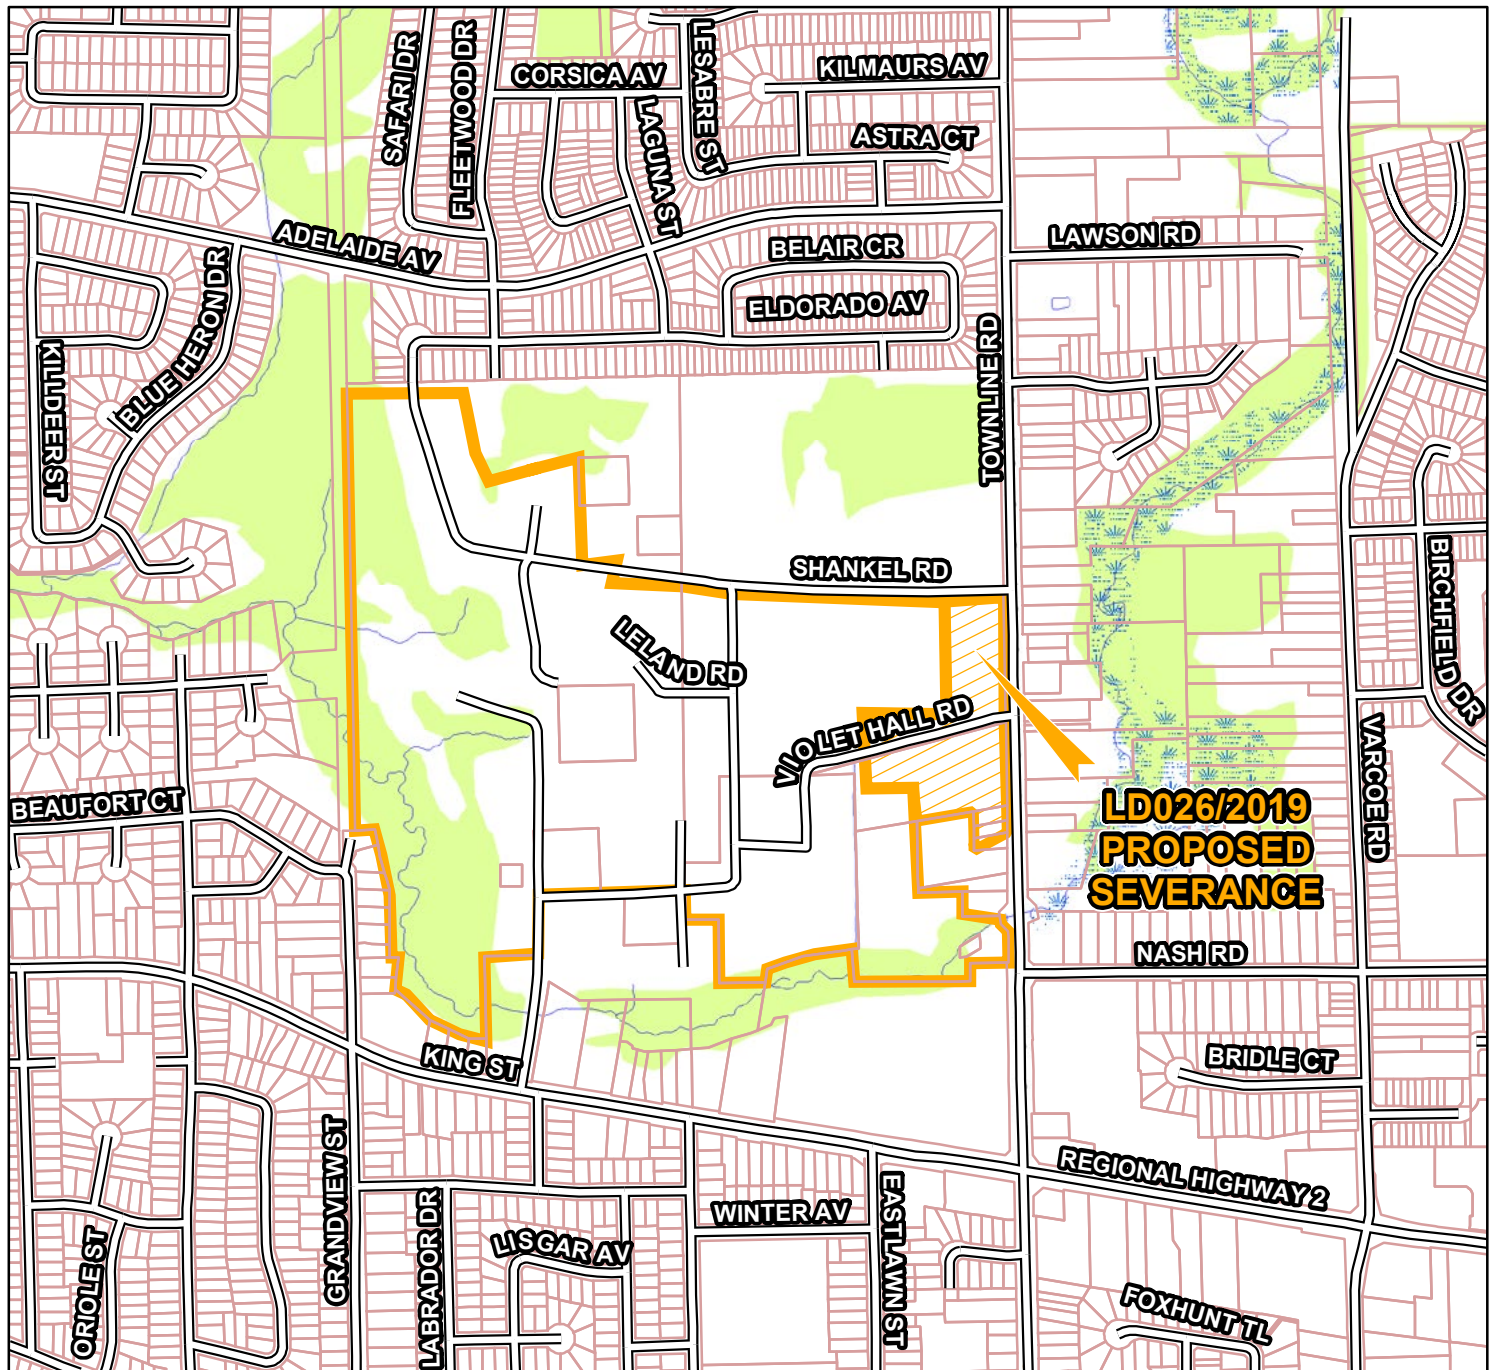 SAFARI DR
FLEETWOOD DR
CORSICA AV
LESABRE ST
KILMAURS AV
LAGUNA ST
ASTRA CT
ADELAIDE AV
BELAIR CR
LAWSON RD
ELDORADO AV
BLUE HERON DR
KILLDEER ST
TOWNLINE RD
SHANKEL RD
BIRCHFIELD DR
LELAND RD
VIOLET HALL RD
VARCOE RD
BEAUFORT CT
LD026/2019
PROPOSED
SEVERANCE
NASH RD
KING ST
BRIDLE CT
GRANDVIEW ST
REGIONAL HIGHWAY 2
LABRADOR DR
WINTER AV
EASTLAWN ST
LISGAR AV
ORIOLE ST
FOXHUNT TL